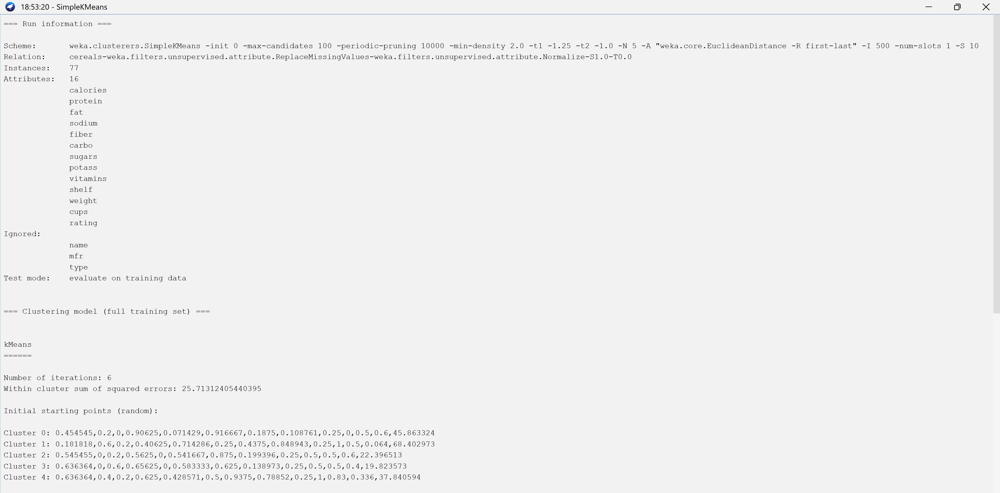 18:53:20 - SimpleKMeans
=== Run information ===
Scheme:       weka.clusterers.SimpleKMeans -init 0 -max-candidates 100 -periodic-pruning 10000 -min-density 2.0 -t1 -1.25 -t2 -1.0 -N 5 -A "weka.core.EuclideanDistance -R first-last" -I 500 -num-slots 1 -S 10
Relation:     cereals-weka.filters.unsupervised.attribute.ReplaceMissingValues-weka.filters.unsupervised.attribute.Normalize-S1.0-T0.0
Instances:    77
Attributes:   16
              calories
              protein
              fat
              sodium
              fiber
              carbo
              sugars
              potass
              vitamins
              shelf
              weight
              cups
              rating
Ignored:
              name
              mfr
              type
Test mode:    evaluate on training data
=== Clustering model (full training set) ===
kMeans
======
Number of iterations: 6
Within cluster sum of squared errors: 25.71312405440395
Initial starting points (random):
Cluster 0: 0.454545,0.2,0,0.90625,0.071429,0.916667,0.1875,0.108761,0.25,0,0.5,0.6,45.863324
Cluster 1: 0.181818,0.6,0.2,0.40625,0.714286,0.25,0.4375,0.848943,0.25,1,0.5,0.064,68.402973
Cluster 2: 0.545455,0,0.2,0.5625,0,0.541667,0.875,0.199396,0.25,0.5,0.5,0.6,22.396513
Cluster 3: 0.636364,0,0.6,0.65625,0,0.583333,0.625,0.138973,0.25,0.5,0.5,0.4,19.823573
Cluster 4: 0.636364,0.4,0.2,0.625,0.428571,0.5,0.9375,0.78852,0.25,1,0.83,0.336,37.840594